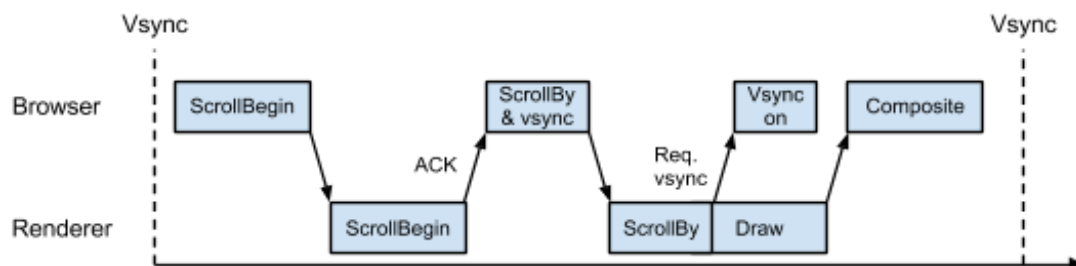 Vsync
Vsync
Browser
ScrollBegin
ScrollBy
& vsync
Vsync
on
Composite
ACK
Req.
vsync
Renderer
ScrollBegin
ScrollBy
Draw